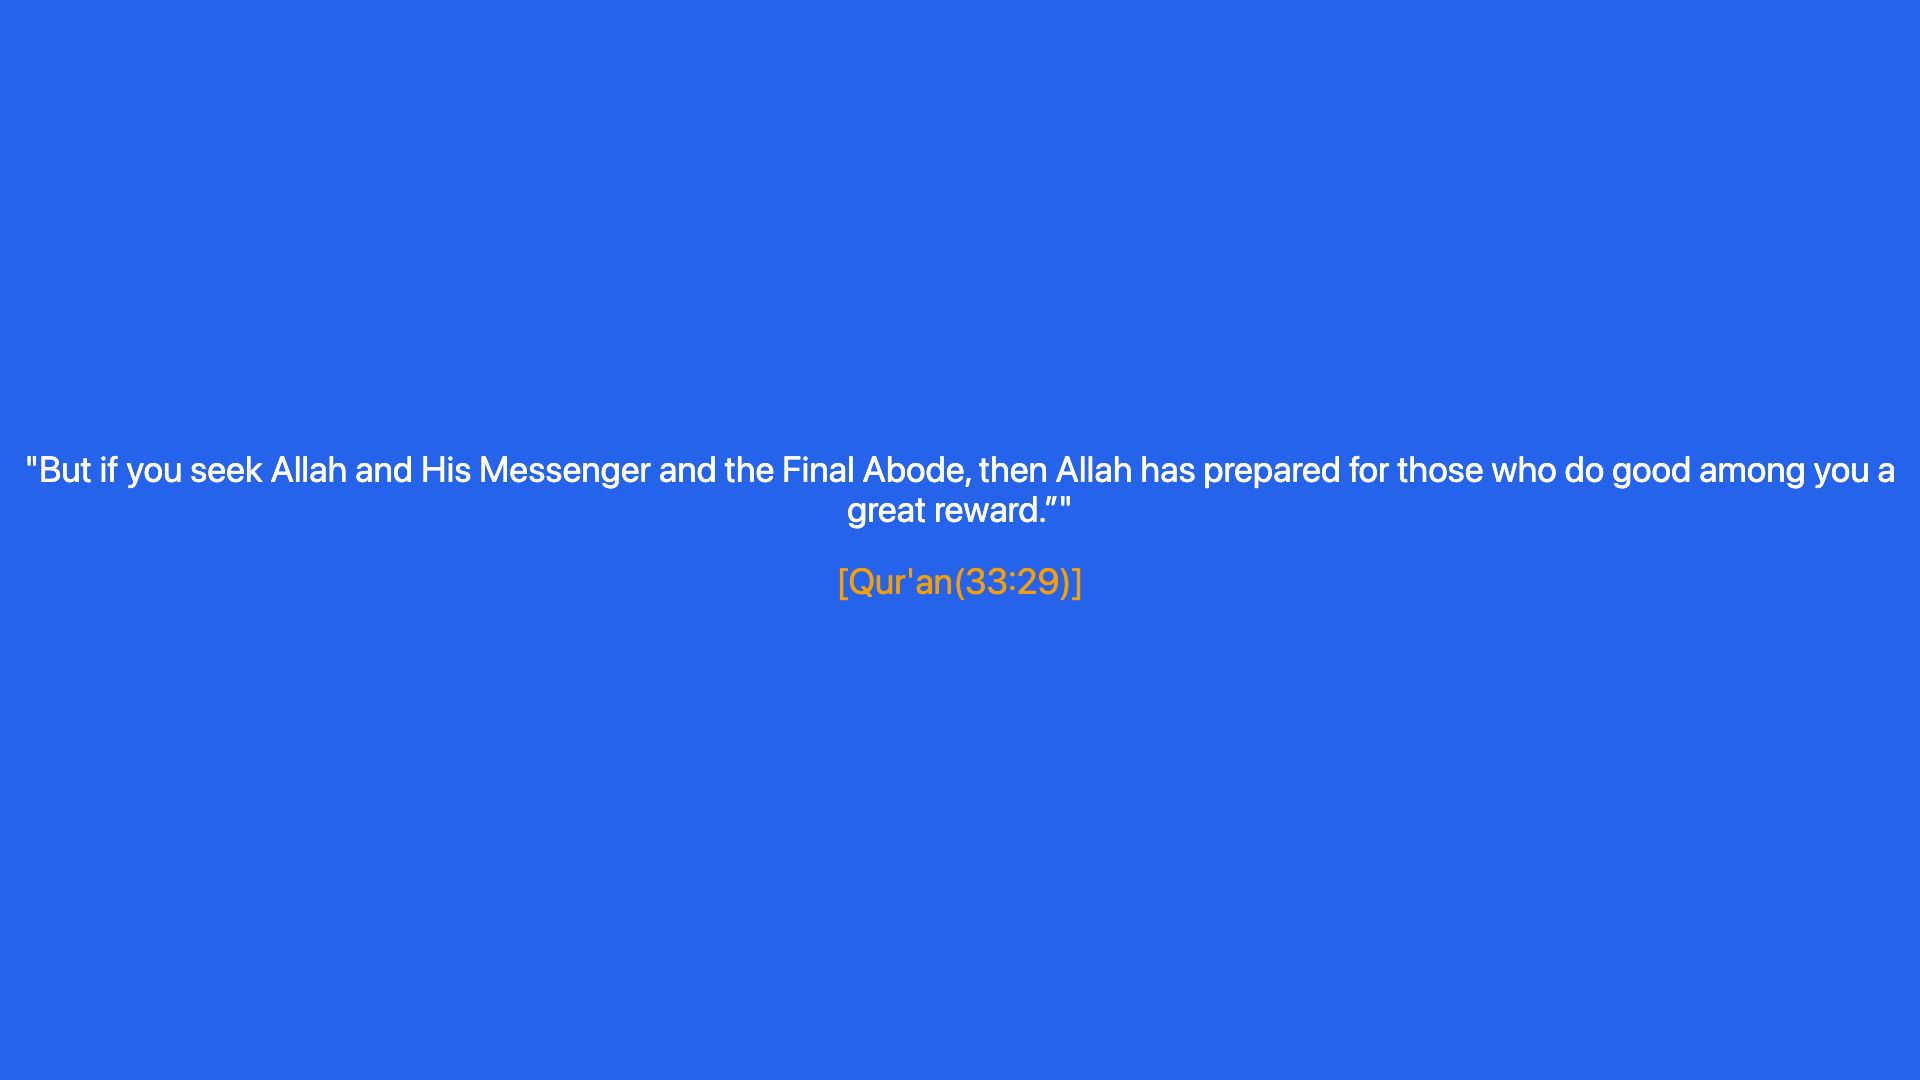 "But if you seek Allah and His Messenger and the Final Abode, then Allah has prepared for those who do good among you a
great reward.”"
[Qur'an(33:29)]